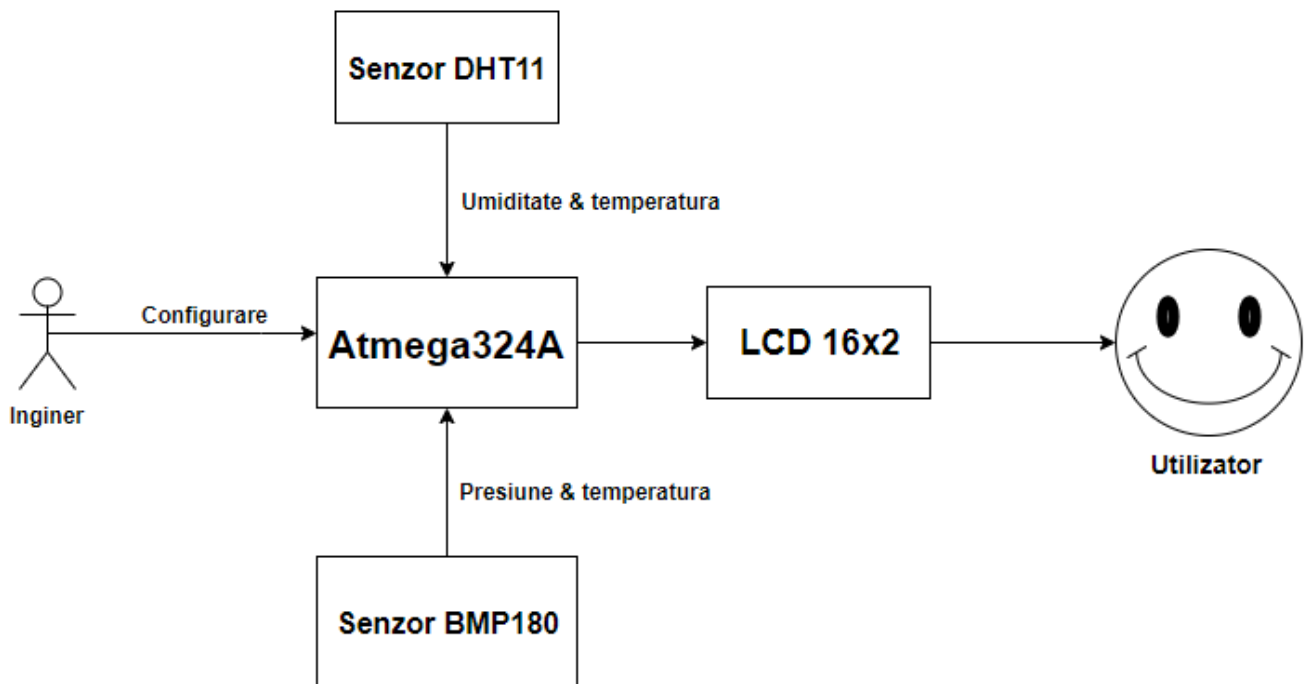 Senzor DHT11
Umiditate & temperatura
Configurare
Inginer
Atmega324A
LCD 16x2
Utilizator
Presiune & temperatura
Senzor BMP180